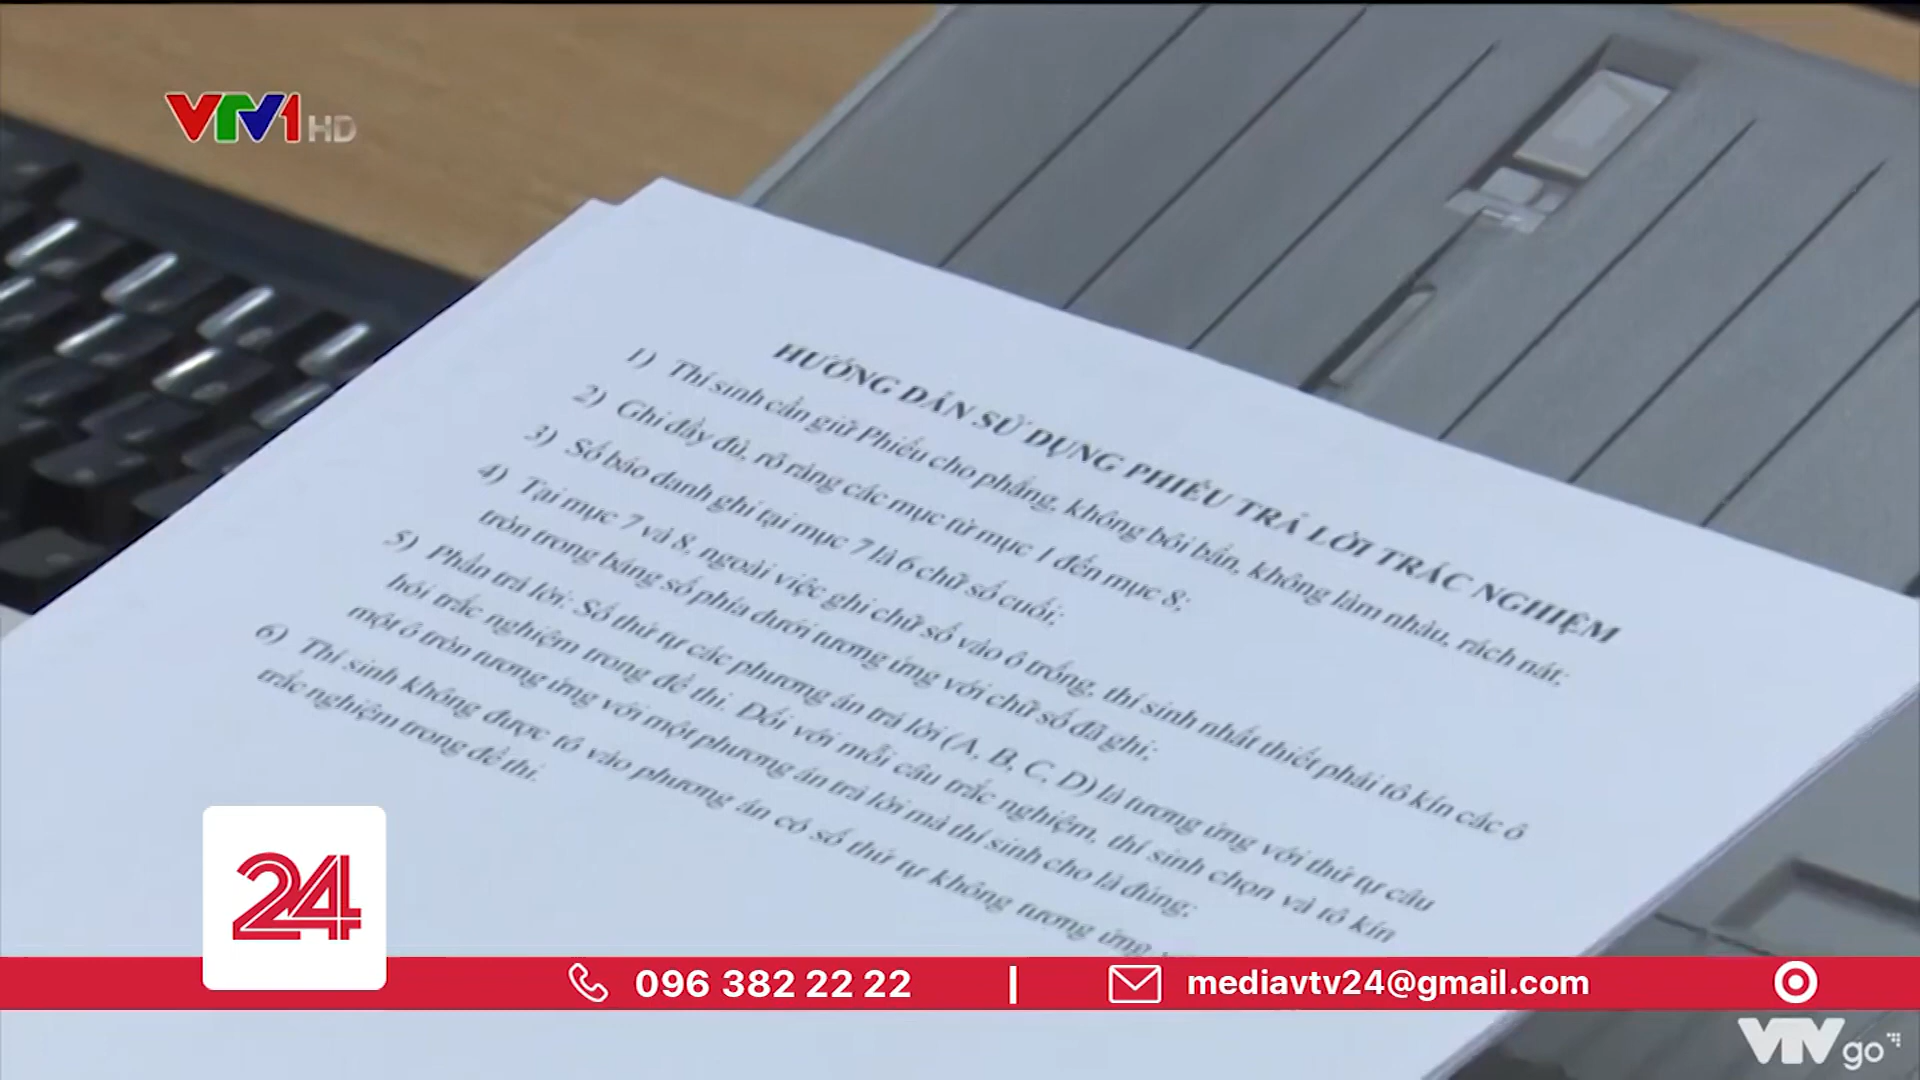 VTV1 HD
HƯỚNG DẪN SỬ DỤNG PHIẾU TRẢ LỜI TRẮC NGHIỆM
1) Thí sinh cần giữ Phiếu cho phẳng, không bôi bẩn, không làm nhàu, rách nát;
2) Ghi đầy đủ, rõ ràng các mục từ mục 1 đến mục 8;
3) Số báo danh ghi tại mục 7 là 6 chữ số cuối;
4) Tại mục 7 và 8, ngoài việc ghi chữ số vào ô trống, thí sinh nhất thiết phải tô kín các ô
tròn trong bảng số phía dưới tương ứng với chữ số đã ghi;
5) Phần trả lời: Số thứ tự các phương án trả lời (A, B, C, D) là tương ứng với thứ tự câu
hỏi trắc nghiệm trong đề thi. Đối với mỗi câu trắc nghiệm, thí sinh chọn và tô kín
một ô tròn tương ứng với một phương án trả lời mà thí sinh cho là đúng;
6) Thí sinh không được tô vào phương án có số thứ tự không tương ứng
trắc nghiệm trong đề thi.
24
096 382 22 22 | mediavtv24@gmail.com
VTV go